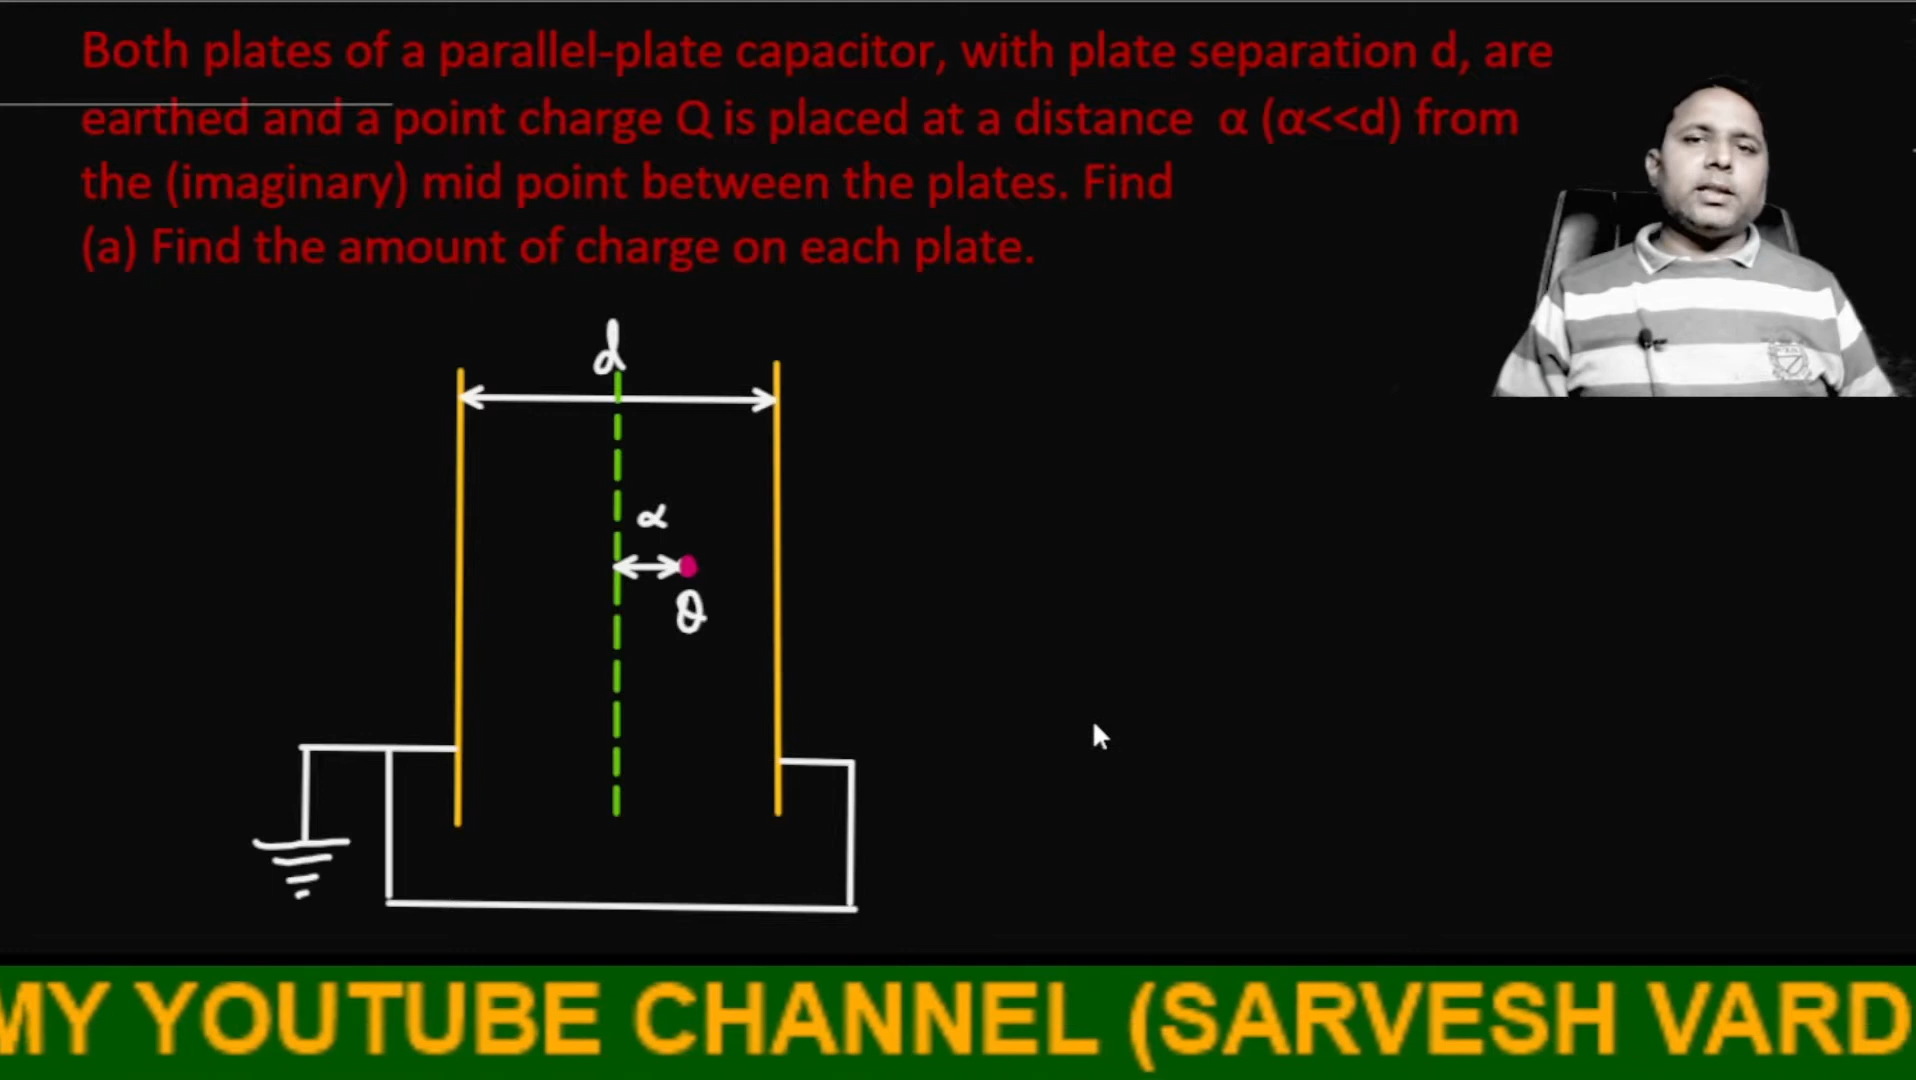 Both plates of a parallel-plate capacitor, with plate separation d, are
earthed and a point charge Q is placed at a distance α (α<<d) from
the (imaginary) mid point between the plates. Find
(a) Find the amount of charge on each plate.
d
α
Q
MY YOUTUBE CHANNEL (SARVESH VARD